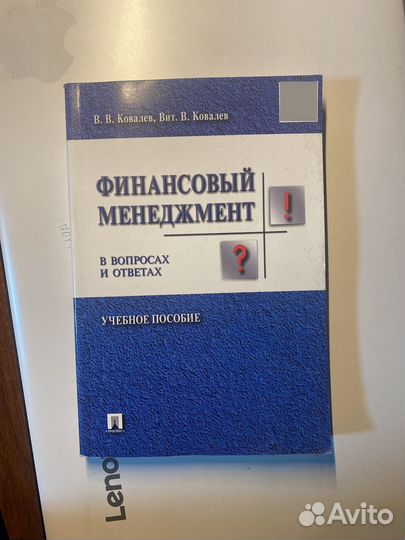 В. В. Ковалев, Вит. В. Ковалев
ФИНАНСОВЫЙ
МЕНЕДЖМЕНТ
!
?
В ВОПРОСАХ
И ОТВЕТАХ
УЧЕБНОЕ ПОСОБИЕ
Leno
Avito